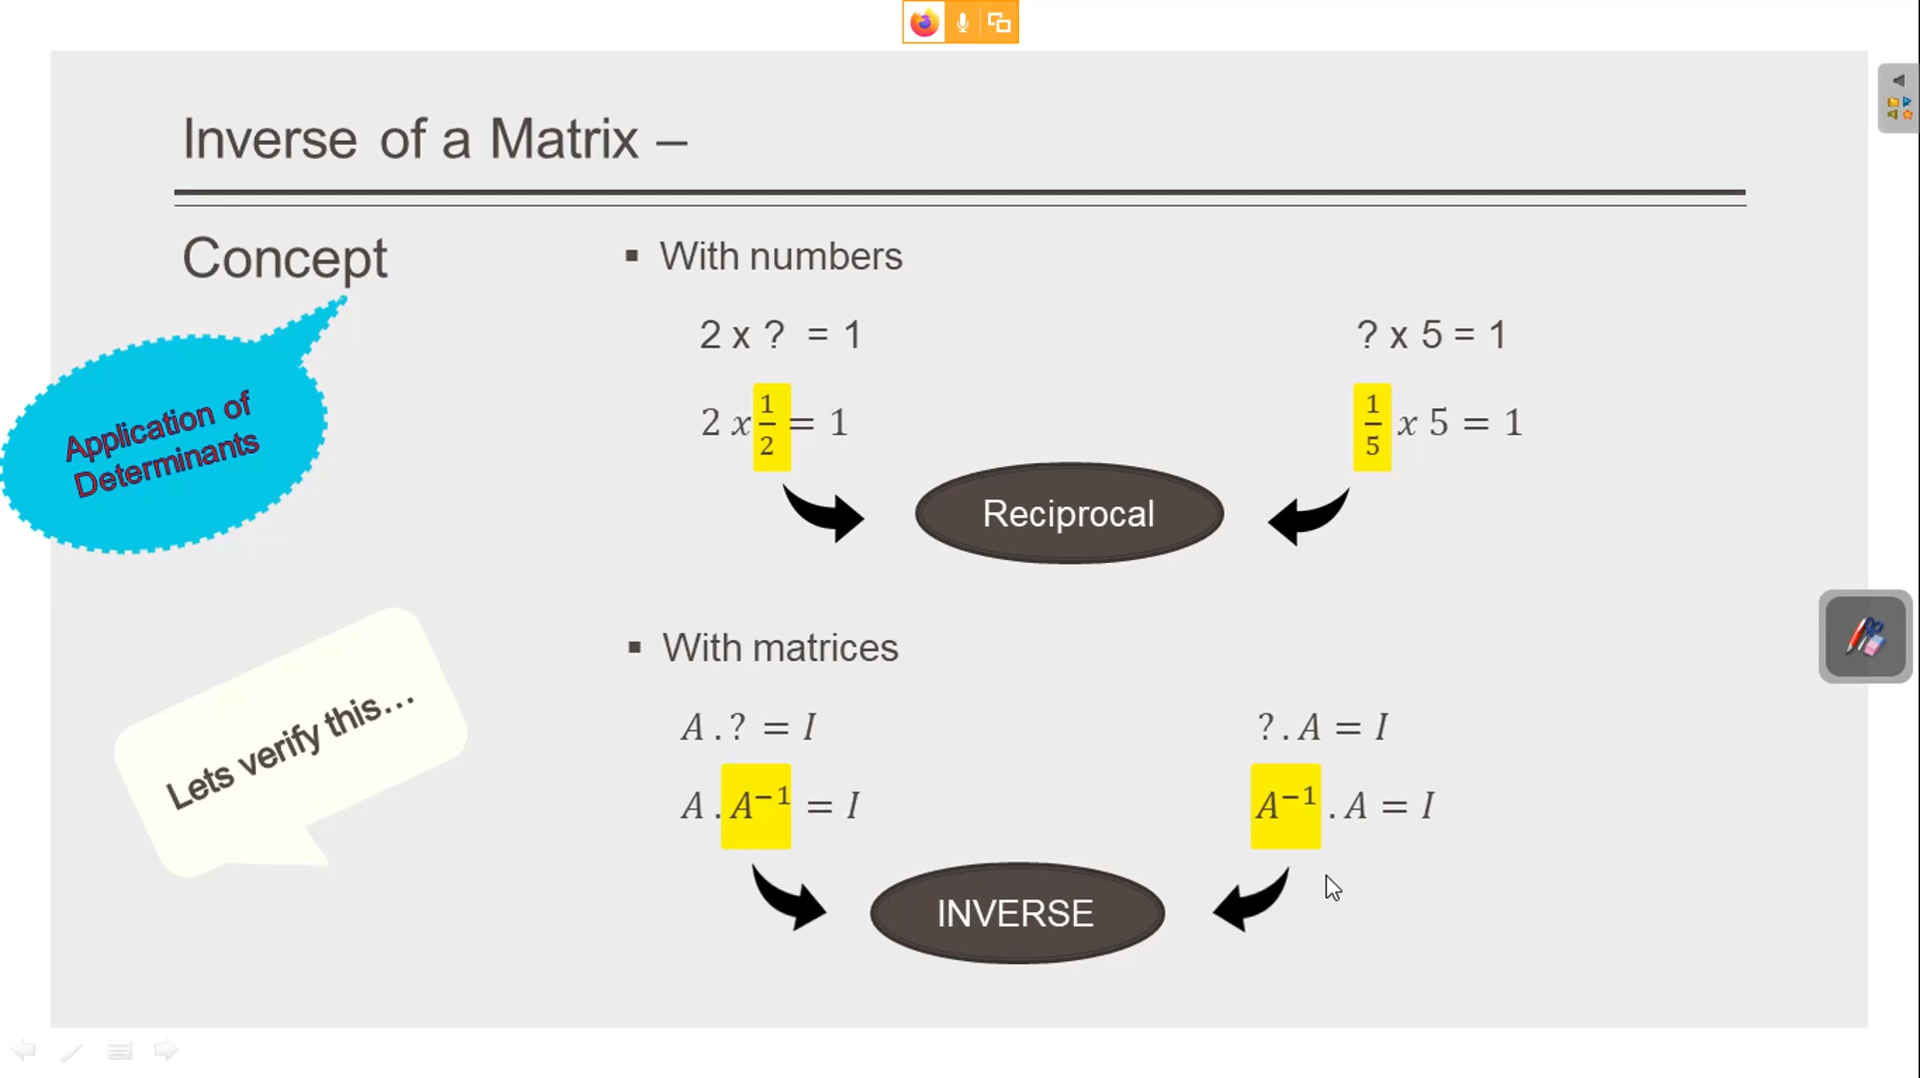 Inverse of a Matrix –
Concept
Application of
Determinants
Lets verify this...
▪ With numbers
2 x ? = 1
? x 5 = 1
2 x 1/2 = 1
1/5 x 5 = 1
Reciprocal
▪ With matrices
A .? = I
? . A = I
A . A⁻¹ = I
A⁻¹ . A = I
INVERSE